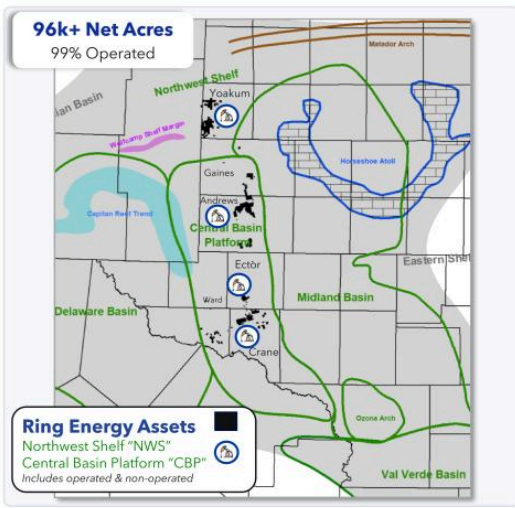 96k+ Net Acres
99% Operated
Matador Arch
Northwest Shelf
Yoakum
ian Basin
Wolfcamp Shelf Margin
Horseshoe Atoll
Gaines
Andrews
Capitan Reef Trend
Central Basin
Platform
Eastern Shel
Ector
Ward
Midland Basin
Delaware Basin
Crane
Ring Energy Assets
Northwest Shelf "NWS"
Central Basin Platform "CBP"
Includes operated & non-operated
Ozona Arch
Val Verde Basin